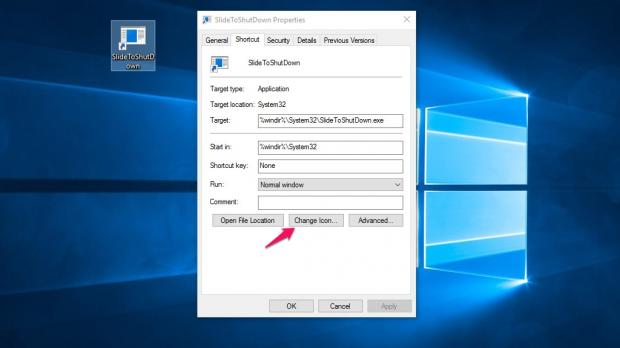 SlideToShutD
own
SlideToShutDown Properties
General Shortcut Security Details Previous Versions
SlideToShutDown
Target type: Application
Target location: System32
Target: %windir%\System32\SlideToShutDown.exe
Start in: %windir%\System32
Shortcut key: None
Run: Normal window
Comment:
Open File Location Change Icon... Advanced...
OK Cancel Apply